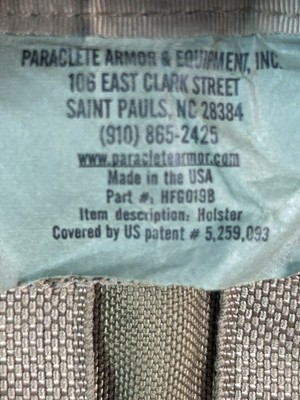 PARACLETE ARMOR & EQUIPMENT, INC.
106 EAST CLARK STREET
SAINT PAULS, NC 28384
(910) 865-2425
www.paracletearmor.com
Made in the USA
Part #: HFG019B
Item description: Holster
Covered by US patent # 5,259,093